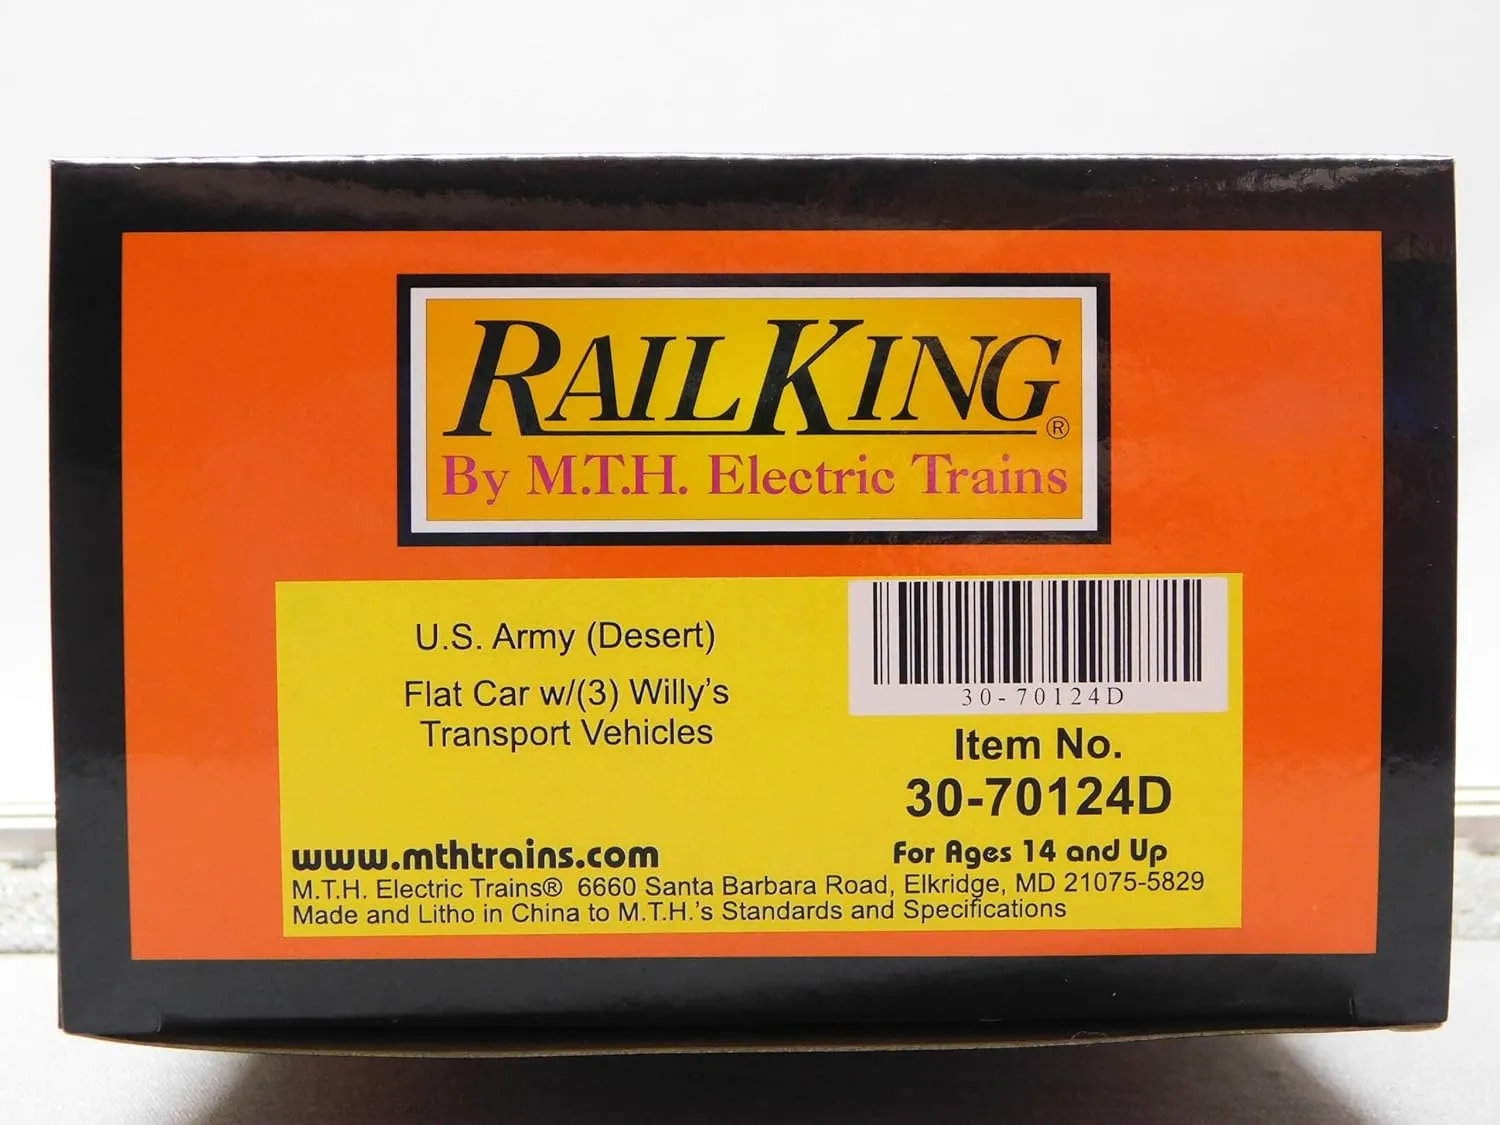 RAILKING®
By M.T.H. Electric Trains
U.S. Army (Desert)
Flat Car w/(3) Willy's
Transport Vehicles
30-70124D
Item No.
30-70124D
www.mthtrains.com
For Ages 14 and Up
M.T.H. Electric Trains® 6660 Santa Barbara Road, Elkridge, MD 21075-5829
Made and Litho in China to M.T.H.'s Standards and Specifications